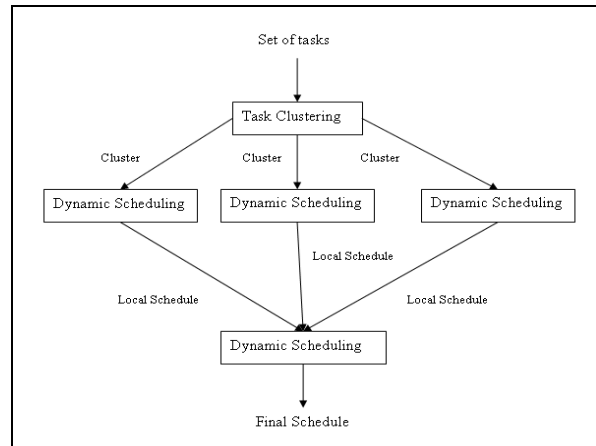 Set of tasks
Task Clustering
Cluster
Cluster
Cluster
Dynamic Scheduling
Dynamic Scheduling
Dynamic Scheduling
Local Schedule
Local Schedule
Local Schedule
Dynamic Scheduling
Final Schedule